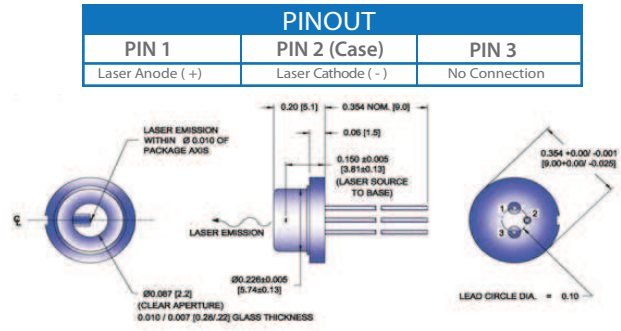 PINOUT
PIN 1 PIN 2 (Case) PIN 3
Laser Anode ( + ) Laser Cathode ( - ) No Connection
0.20 [5.1] 0.354 NOM. [9.0]
LASER EMISSION
WITHIN Ø 0.010 OF
PACKAGE AXIS
0.06 [1.5]
0.150 ±0.005
[3.81±0.13]
(LASER SOURCE
TO BASE)
0.354 +0.00/ -0.001
[9.00+0.00/ -0.025]
1
2
3
LASER EMISSION
Ø0.226±0.005
[5.74±0.13]
Ø0.087 [2.2]
(CLEAR APERTURE)
0.010 / 0.007 [0.28/.22] GLASS THICKNESS
LEAD CIRCLE DIA. = 0.10